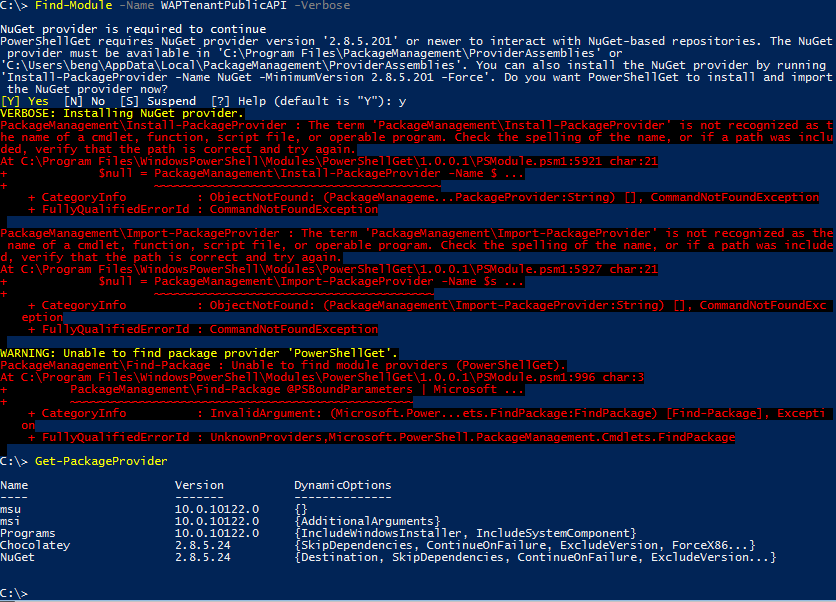 C:\> Find-Module -Name WAPTenantPublicAPI -Verbose
NuGet provider is required to continue
PowerShellGet requires NuGet provider version '2.8.5.201' or newer to interact with NuGet-based repositories. The NuGet
 provider must be available in 'C:\Program Files\PackageManagement\ProviderAssemblies' or
'C:\Users\beng\AppData\Local\PackageManagement\ProviderAssemblies'. You can also install the NuGet provider by running
'Install-PackageProvider -Name NuGet -MinimumVersion 2.8.5.201 -Force'. Do you want PowerShellGet to install and import
 the NuGet provider now?
[Y] Yes  [N] No  [S] Suspend  [?] Help (default is "Y"): y
VERBOSE: Installing NuGet provider.
PackageManagement\Install-PackageProvider : The term 'PackageManagement\Install-PackageProvider' is not recognized as t
he name of a cmdlet, function, script file, or operable program. Check the spelling of the name, or if a path was inclu
ded, verify that the path is correct and try again.
At C:\Program Files\WindowsPowerShell\Modules\PowerShellGet\1.0.0.1\PSModule.psm1:5921 char:21
+             $null = PackageManagement\Install-PackageProvider -Name $ ...
+                     ~~~~~~~~~~~~~~~~~~~~~~~~~~~~~~~~~~~~~~~~~~~~~~~~~
    + CategoryInfo          : ObjectNotFound: (PackageManageme...PackageProvider:String) [], CommandNotFoundException
    + FullyQualifiedErrorId : CommandNotFoundException
PackageManagement\Import-PackageProvider : The term 'PackageManagement\Import-PackageProvider' is not recognized as the
 name of a cmdlet, function, script file, or operable program. Check the spelling of the name, or if a path was include
d, verify that the path is correct and try again.
At C:\Program Files\WindowsPowerShell\Modules\PowerShellGet\1.0.0.1\PSModule.psm1:5927 char:21
+             $null = PackageManagement\Import-PackageProvider -Name $s ...
+                     ~~~~~~~~~~~~~~~~~~~~~~~~~~~~~~~~~~~~~~~~~~~~~~~~~
    + CategoryInfo          : ObjectNotFound: (PackageManagement\Import-PackageProvider:String) [], CommandNotFoundExc
   eption
    + FullyQualifiedErrorId : CommandNotFoundException
WARNING: Unable to find package provider 'PowerShellGet'.
PackageManagement\Find-Package : Unable to find module providers (PowerShellGet).
At C:\Program Files\WindowsPowerShell\Modules\PowerShellGet\1.0.0.1\PSModule.psm1:996 char:3
+         PackageManagement\Find-Package @PSBoundParameters | Microsoft ...
+         ~~~~~~~~~~~~~~~~~~~~~~~~~~~~~~~~~~~~~~~~~~~~~~~~~
    + CategoryInfo          : InvalidArgument: (Microsoft.Power...ets.FindPackage:FindPackage) [Find-Package], Excepti
   on
    + FullyQualifiedErrorId : UnknownProviders,Microsoft.PowerShell.PackageManagement.Cmdlets.FindPackage
C:\> Get-PackageProvider
Name                     Version          DynamicOptions
----                     -------          --------------
msu                      10.0.10122.0     {}
msi                      10.0.10122.0     {AdditionalArguments}
Programs                 10.0.10122.0     {IncludeWindowsInstaller, IncludeSystemComponent}
Chocolatey               2.8.5.24         {SkipDependencies, ContinueOnFailure, ExcludeVersion, ForceX86...}
NuGet                    2.8.5.24         {Destination, SkipDependencies, ContinueOnFailure, ExcludeVersion...}
C:\>